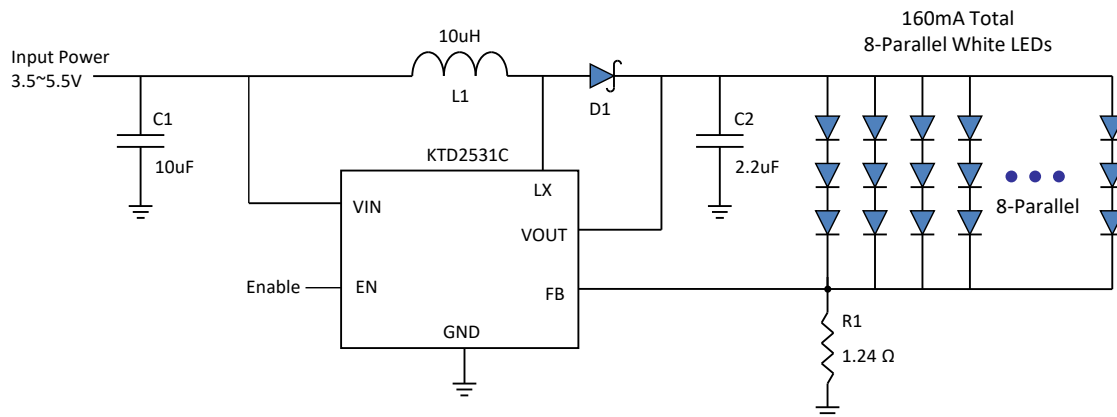 160mA Total
8-Parallel White LEDs
Input Power
3.5~5.5V
10uH
L1
D1
C1
10uF
C2
2.2uF
KTD2531C
LX
VIN
VOUT
8-Parallel
Enable
EN
FB
GND
R1
1.24 Ω